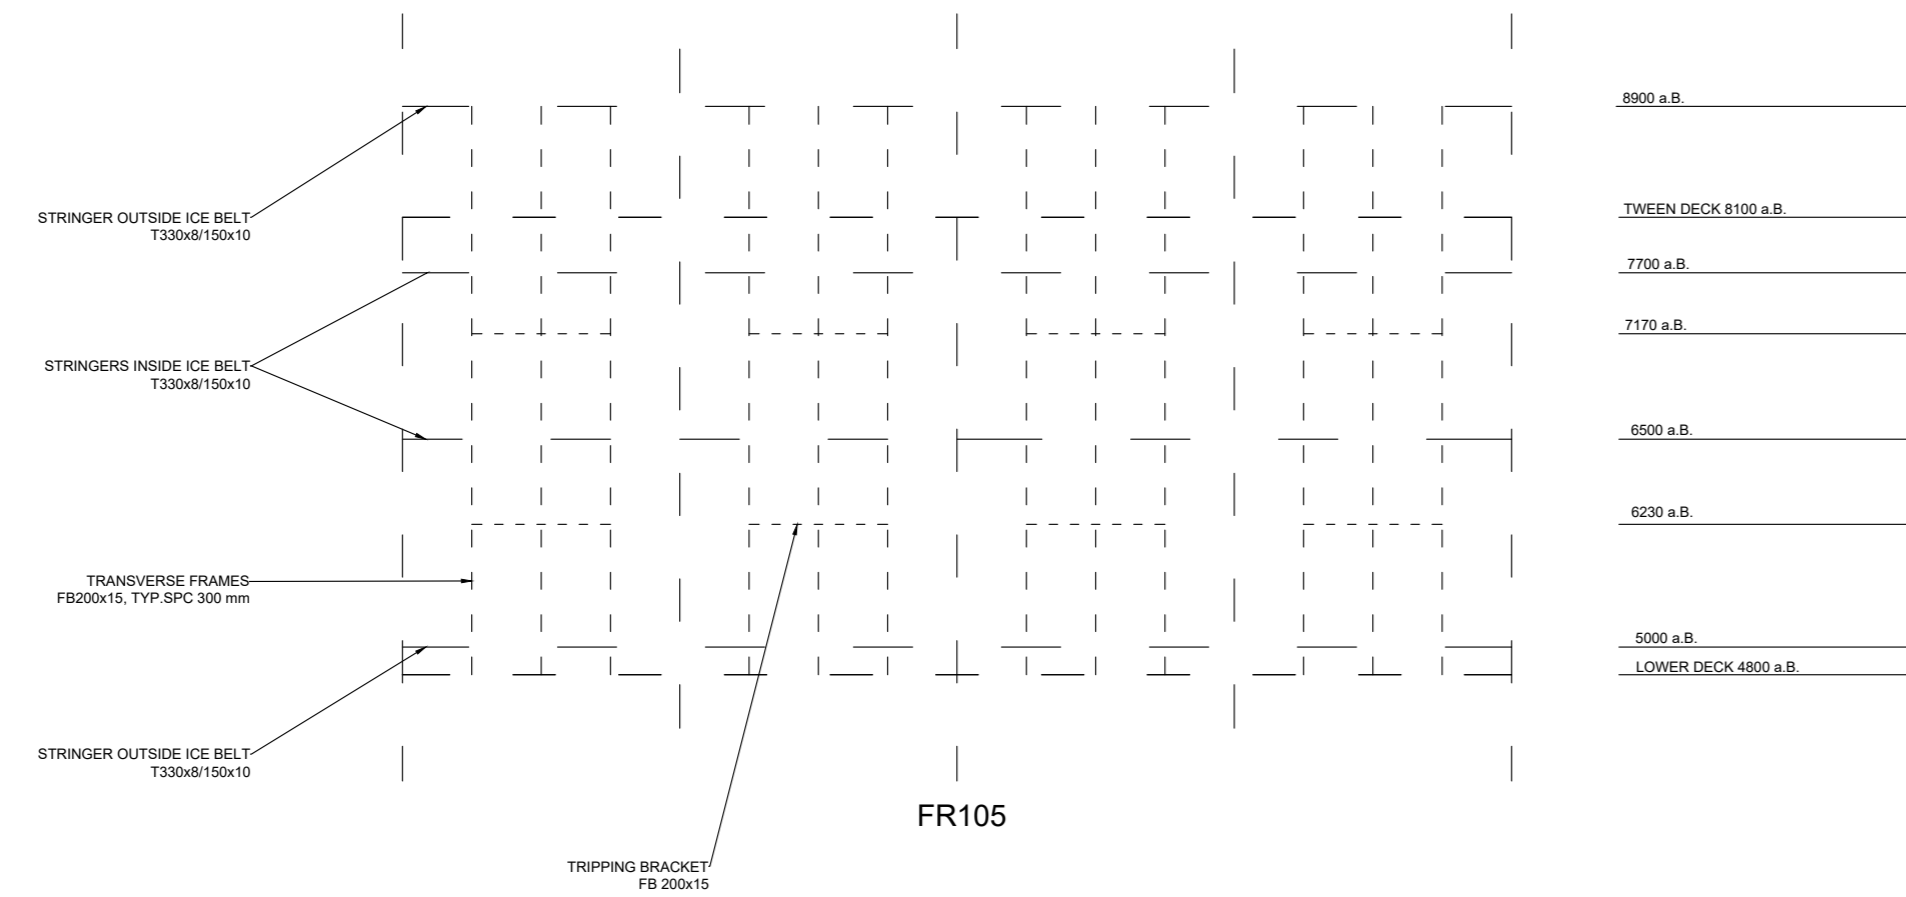 8900 a.B.
STRINGER OUTSIDE ICE BELT
T330x8/150x10
TWEEN DECK 8100 a.B.
7700 a.B.
7170 a.B.
STRINGERS INSIDE ICE BELT
T330x8/150x10
6500 a.B.
6230 a.B.
TRANSVERSE FRAMES
FB200x15, TYP.SPC 300 mm
5000 a.B.
LOWER DECK 4800 a.B.
STRINGER OUTSIDE ICE BELT
T330x8/150x10
FR105
TRIPPING BRACKET
FB 200x15